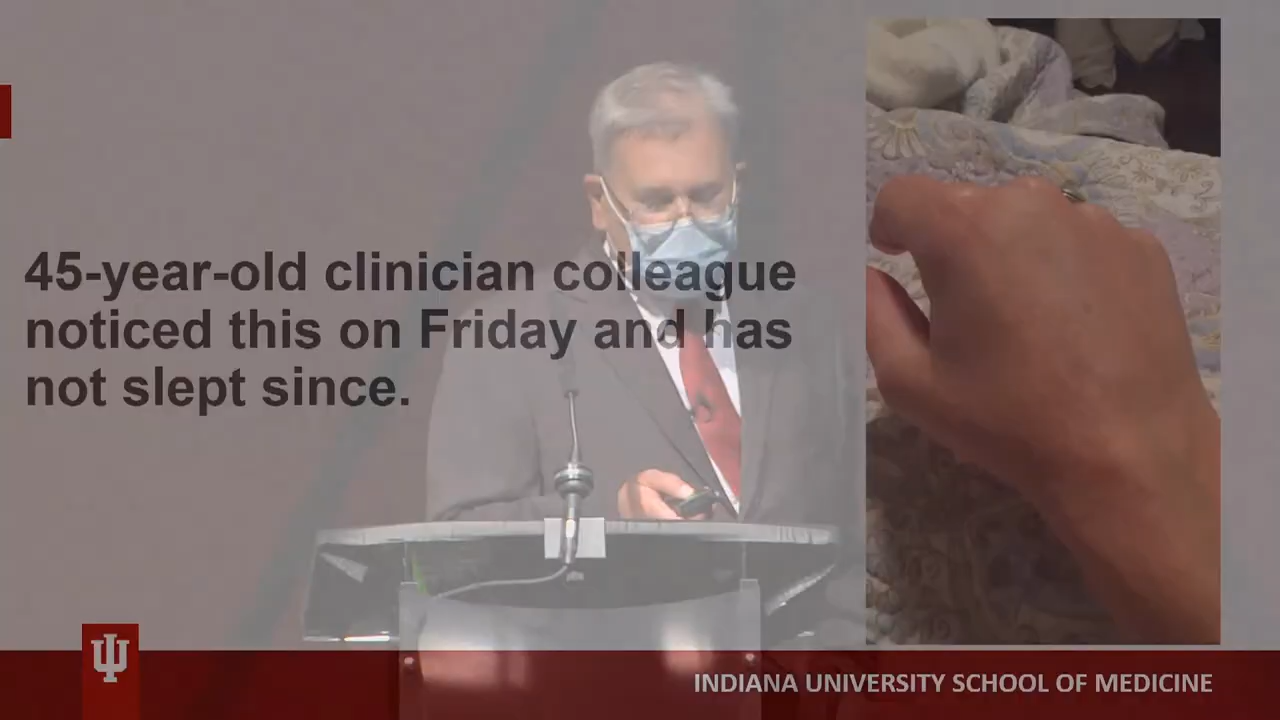 45-year-old clinician colleague
noticed this on Friday and has
not slept since.
INDIANA UNIVERSITY SCHOOL OF MEDICINE